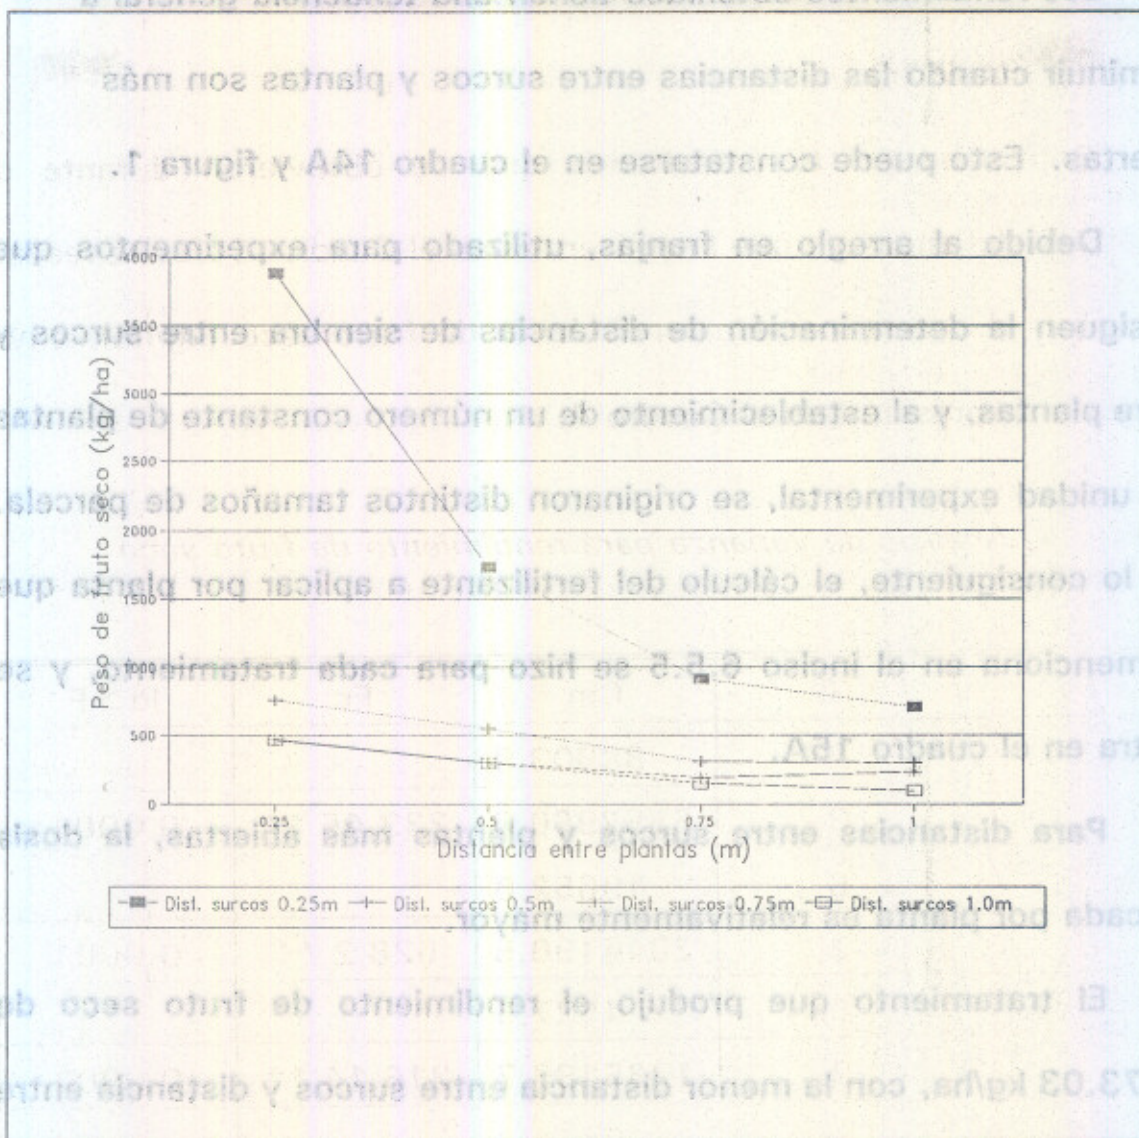 minuir cuando las distancias entre surcos y plantas son más
ertas. Esto puede constatarse en el cuadro 14A y figura 1.
Debido al arreglo en franjas, utilizado para experimentos que
siguen la determinación de distancias de siembra entre surcos y
re plantas, y al establecimiento de un número constante de plantas
unidad experimental, se originaron distintos tamaños de parcela.
lo consiguiente, el cálculo del fertilizante a aplicar por planta que
menciona en el inciso 6.5.5 se hizo para cada tratamiento, y se
tra en el cuadro 15A.
Para distancias entre surcos y plantas más abiertas, la dosis
cada por planta es relativamente mayor.
El tratamiento que produjo el rendimiento de fruto seco de
73.03 kg/ha, con la menor distancia entre surcos y distancia entre
Peso de fruto seco (kg/ha)
4000
3500
3000
2500
2000
1500
1000
500
0
0.25 0.5 0.75 1
Distancia entre plantas (m)
Dist. surcos 0.25m Dist. surcos 0.5m Dist. surcos 0.75m Dist. surcos 1.0m